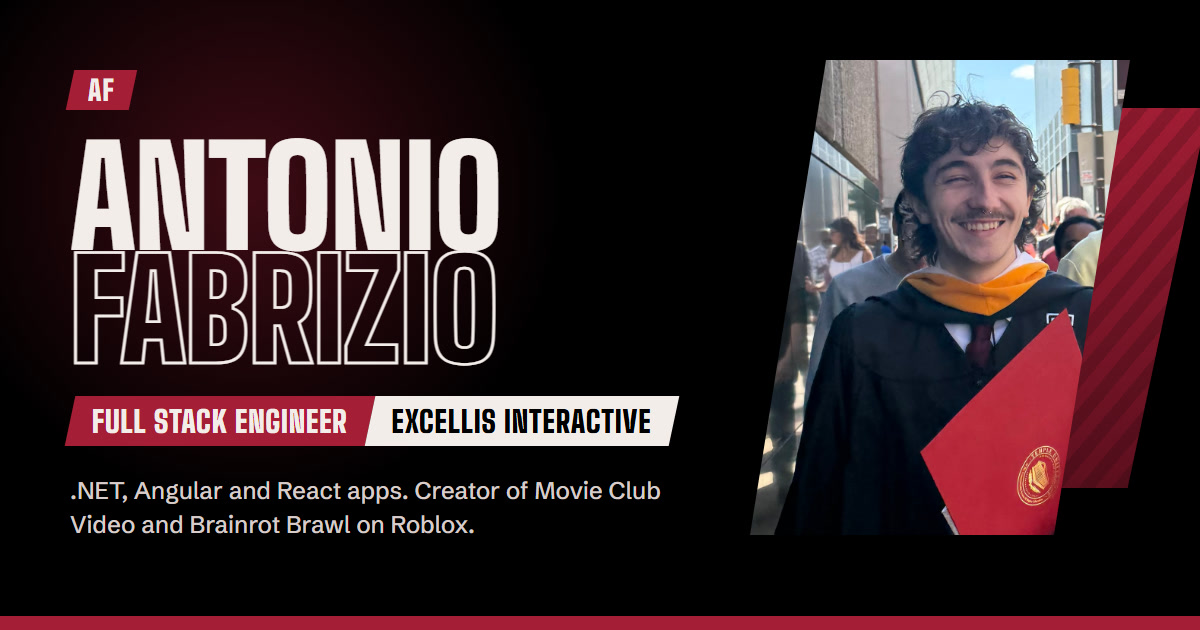 AF
ANTONIO
FABRIZIO
FULL STACK ENGINEER EXCELLIS INTERACTIVE
.NET, Angular and React apps. Creator of Movie Club
Video and Brainrot Brawl on Roblox.